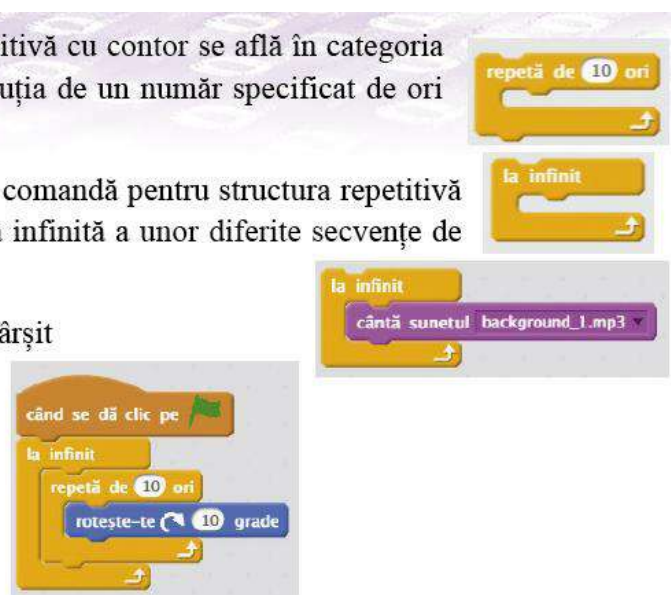 itivă cu contor se află în categoria
uția de un număr specificat de ori
repetă de 10 ori
comandă pentru structura repetitivă
infinită a unor diferite secvențe de
la infinit
la infinit
cântă sunetul background_1.mp3
ârșit
când se dă clic pe
la infinit
repetă de 10 ori
rotește-te 10 grade